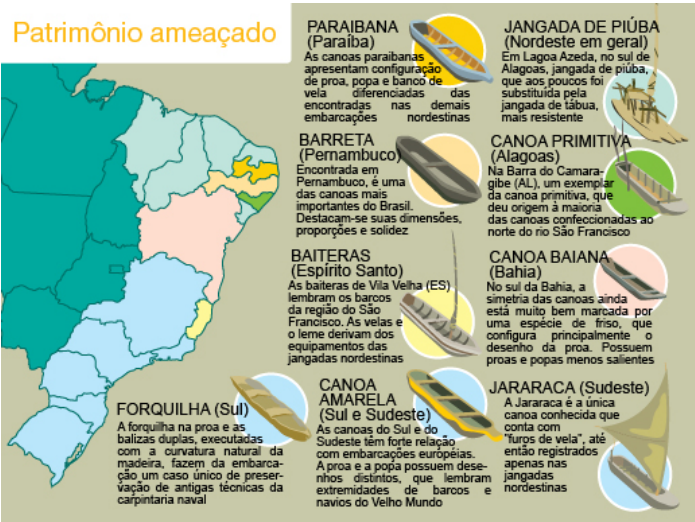 Patrimônio ameaçado
PARAIBANA
(Paraíba)
As canoas paraibanas
apresentam configuração
de proa, popa e banco de
vela diferenciadas das
encontradas nas demais
embarcações nordestinas
JANGADA DE PIÚBA
(Nordeste em geral)
Em Lagoa Azeda, no sul de
Alagoas, jangada de piúba,
que aos poucos foi
substituída pela
jangada de tábua,
mais resistente
BARRETA
(Pernambuco)
Encontrada em
Pernambuco, é uma
das canoas mais
importantes do Brasil.
Destacam-se suas dimensões,
proporções e solidez
CANOA PRIMITIVA
(Alagoas)
Na Barra do Camara-
gibe (AL), um exemplar
da canoa primitiva, que
deu origem à maioria
das canoas confeccionadas ao
norte do rio São Francisco
BAITERAS
(Espírito Santo)
As baiteras de Vila Velha (ES)
lembram os barcos
da região do São
Francisco. As velas e
o leme derivam dos
equipamentos das
jangadas nordestinas
CANOA BAIANA
(Bahia)
No sul da Bahia, a
simetria das canoas ainda
está muito bem marcada por
uma espécie de friso, que
configura principalmente o
desenho da proa. Possuem
proas e popas menos salientes
FORQUILHA (Sul)
A forquilha na proa e as
balizas duplas, executadas
com a curvatura natural da
madeira, fazem da embarca-
ção um caso único de preser-
vação de antigas técnicas da
carpintaria naval
CANOA
AMARELA
(Sul e Sudeste)
As canoas do Sul e do
Sudeste têm forte relação
com embarcações européias.
A proa e a popa possuem dese-
nhos distintos, que lembram
extremidades de barcos e
navios do Velho Mundo
JARARACA (Sudeste)
A Jararaca é a única
canoa conhecida que
conta com
"furos de vela", até
então registrados
apenas nas
jangadas
nordestinas